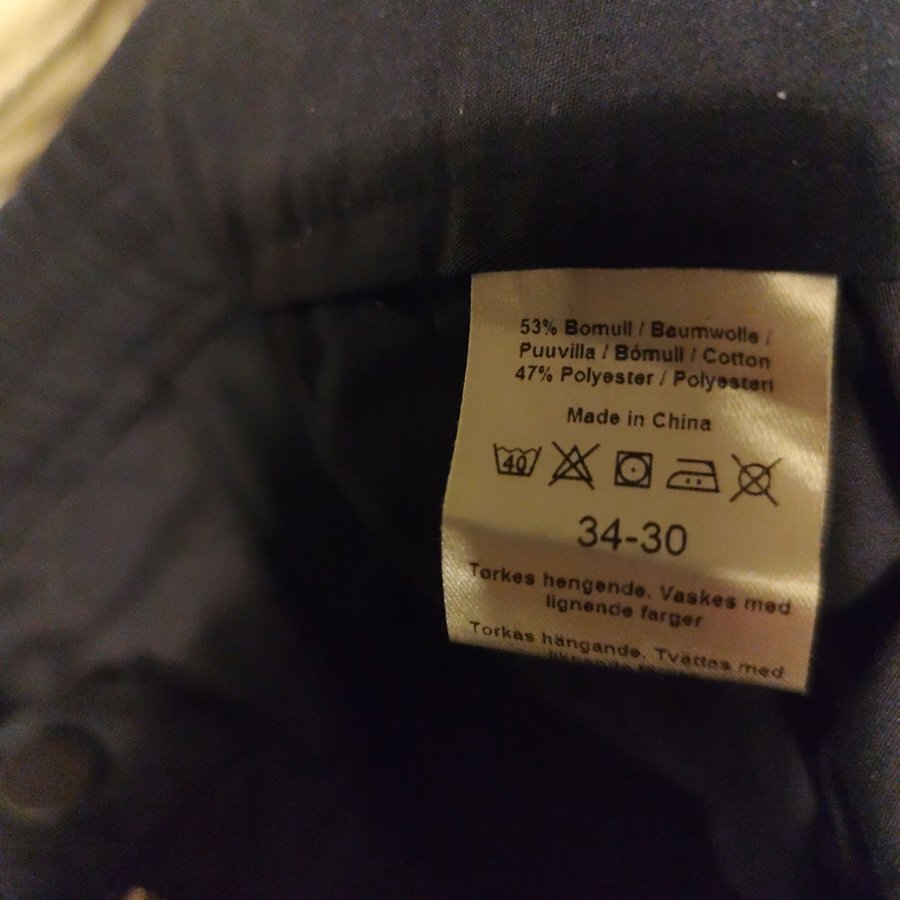 53% Bomull / Baumwolle /
Puuvilla / Bómull / Cotton
47% Polyester / Polyesteri
Made in China
40
34-30
Tørkes hengende. Vaskes med
lignende farger
Torkas hängande. Tvättas med
liknande